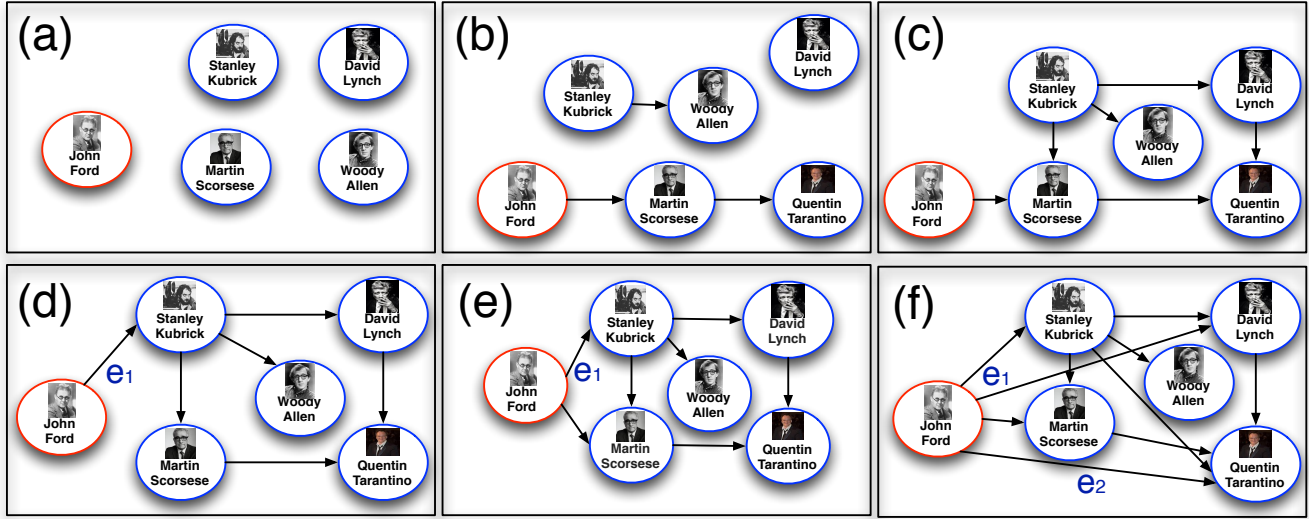 (a)
Stanley
Kubrick
David
Lynch
John
Ford
Martin
Scorsese
Woody
Allen
(b)
David
Lynch
Stanley
Kubrick
Woody
Allen
John
Ford
Martin
Scorsese
Quentin
Tarantino
(c)
Stanley
Kubrick
David
Lynch
Woody
Allen
John
Ford
Martin
Scorsese
Quentin
Tarantino
(d)
Stanley
Kubrick
David
Lynch
e1
Woody
Allen
John
Ford
Martin
Scorsese
Quentin
Tarantino
(e)
Stanley
Kubrick
David
Lynch
e1
John
Ford
Woody
Allen
Martin
Scorsese
Quentin
Tarantino
(f)
Stanley
Kubrick
David
Lynch
e1
Woody
Allen
John
Ford
Martin
Scorsese
Quentin
Tarantino
e2